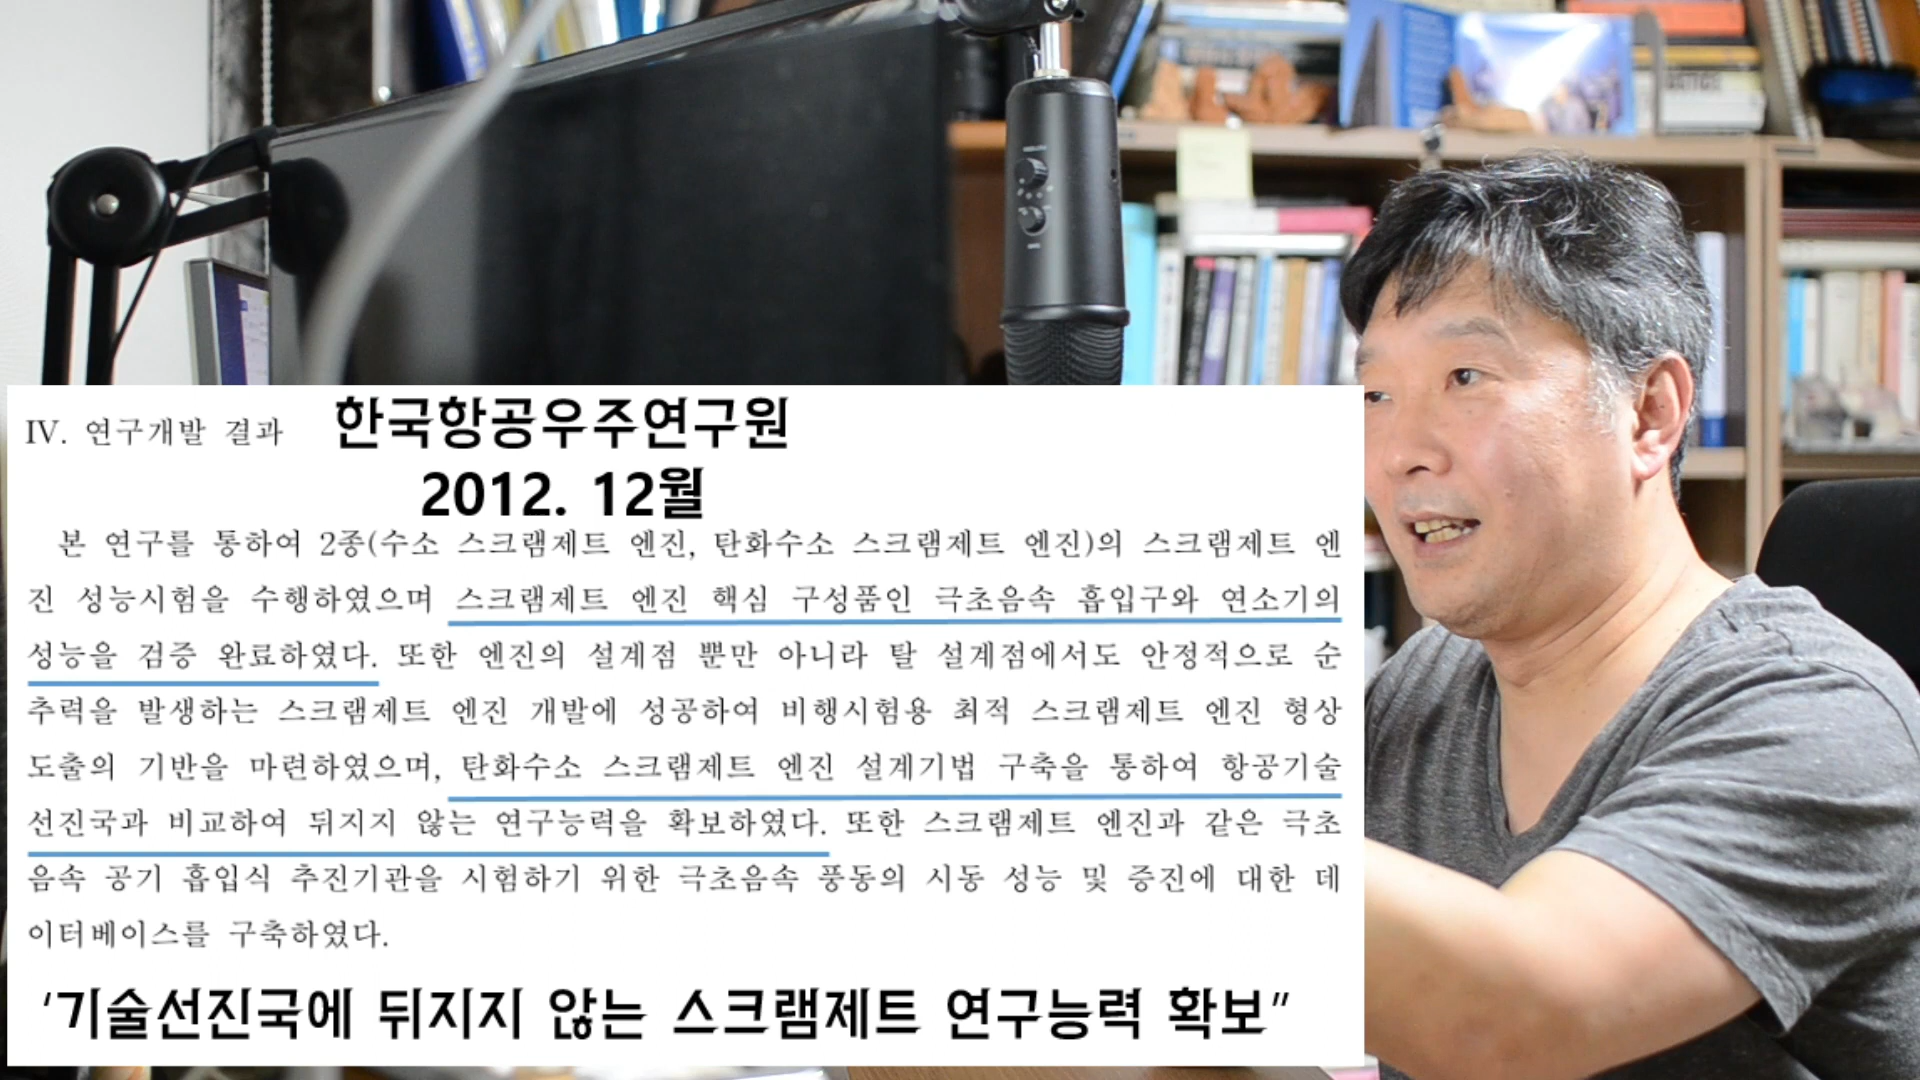 IV. 연구개발 결과 한국항공우주연구원
2012. 12월
본 연구를 통하여 2종(수소 스크램제트 엔진, 탄화수소 스크램제트 엔진)의 스크램제트 엔
진 성능시험을 수행하였으며 스크램제트 엔진 핵심 구성품인 극초음속 흡입구와 연소기의
성능을 검증 완료하였다. 또한 엔진의 설계점 뿐만 아니라 탈 설계점에서도 안정적으로 순
추력을 발생하는 스크램제트 엔진 개발에 성공하여 비행시험용 최적 스크램제트 엔진 형상
도출의 기반을 마련하였으며, 탄화수소 스크램제트 엔진 설계기법 구축을 통하여 항공기술
선진국과 비교하여 뒤지지 않는 연구능력을 확보하였다. 또한 스크램제트 엔진과 같은 극초
음속 공기 흡입식 추진기관을 시험하기 위한 극초음속 풍동의 시동 성능 및 증진에 대한 데
이터베이스를 구축하였다.
‘기술선진국에 뒤지지 않는 스크램제트 연구능력 확보”